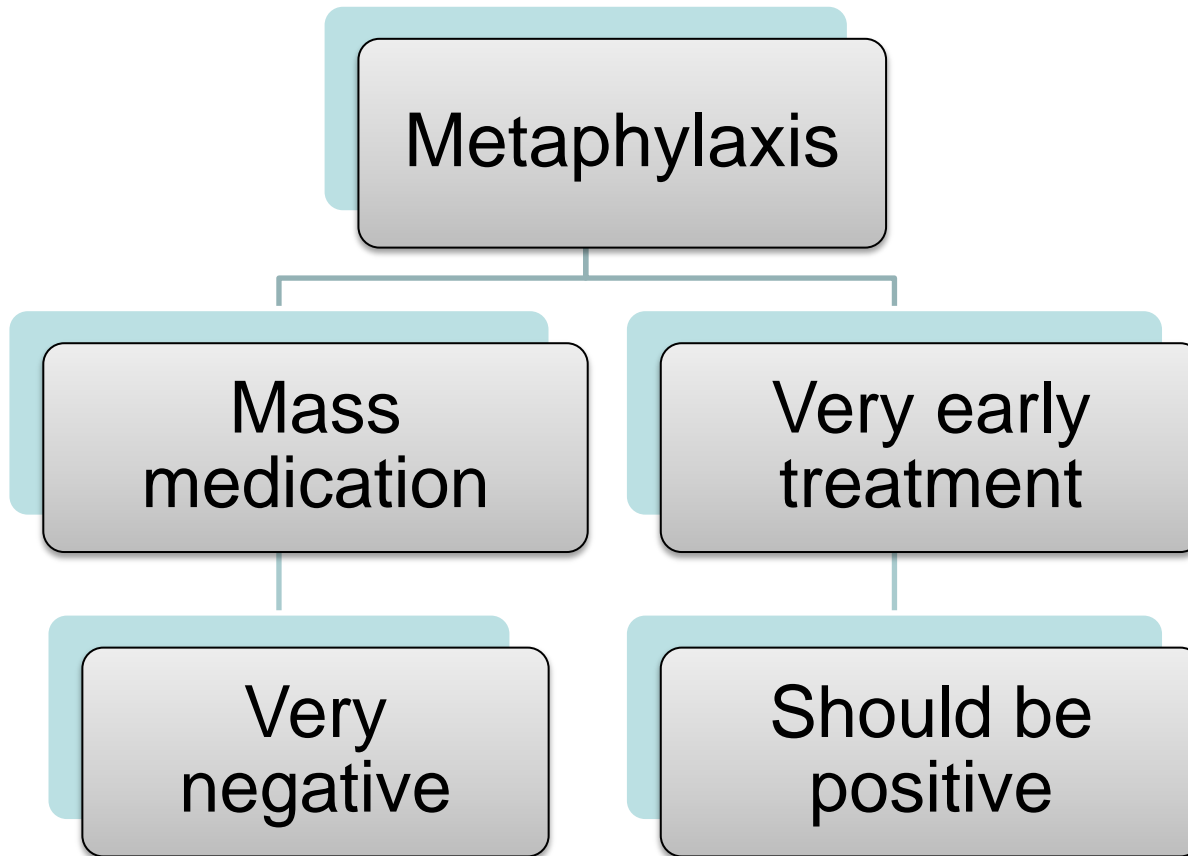 Metaphylaxis
Mass
medication
Very early
treatment
Very
negative
Should be
positive